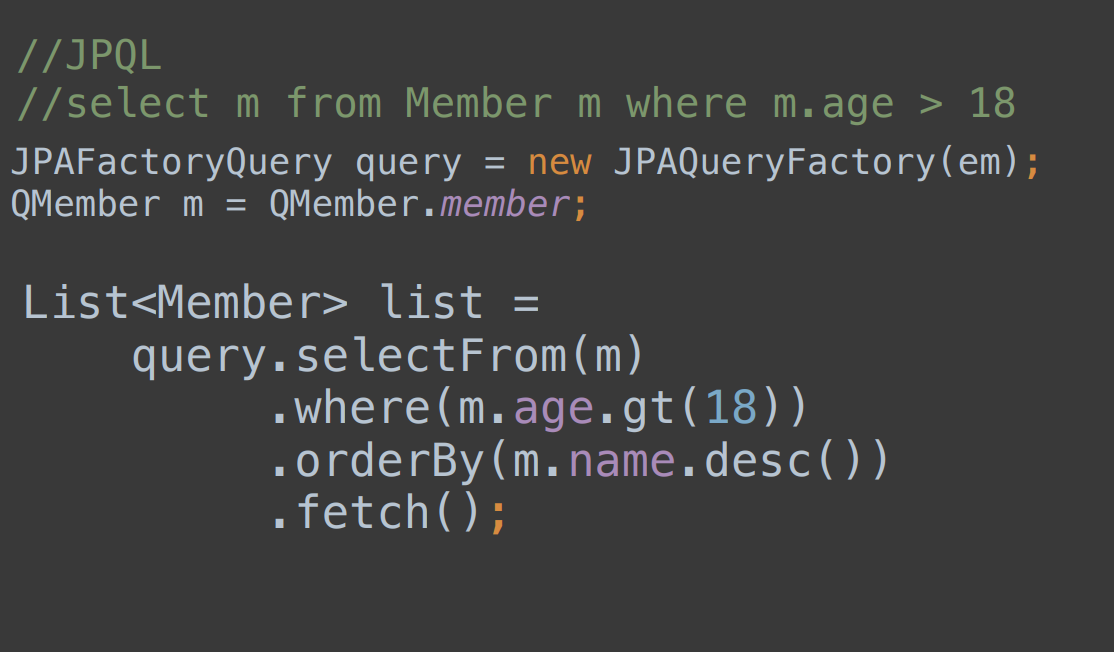 //JPQL
//select m from Member m where m.age > 18
JPAFactoryQuery query = new JPAQueryFactory(em);
QMember m = QMember.member;
List<Member> list =
    query.selectFrom(m)
         .where(m.age.gt(18))
         .orderBy(m.name.desc())
         .fetch();